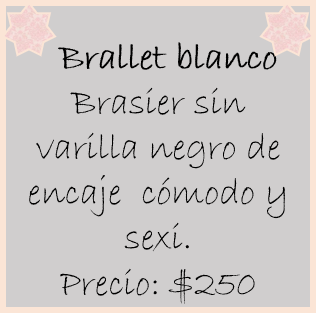 Brallet blanco
Brasier sin
varilla negro de
encaje cómodo y
sexi.
Precio: $250